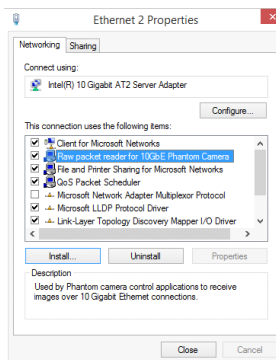 Ethernet 2 Properties
Networking Sharing
Connect using:
Intel(R) 10 Gigabit AT2 Server Adapter
Configure...
This connection uses the following items:
Client for Microsoft Networks
Raw packet reader for 10GbE Phantom Camera
File and Printer Sharing for Microsoft Networks
QoS Packet Scheduler
Microsoft Network Adapter Multiplexor Protocol
Microsoft LLDP Protocol Driver
Link-Layer Topology Discovery Mapper I/O Driver
Install... Uninstall Properties
Description
Used by Phantom camera control applications to receive
images over 10 Gigabit Ethernet connections.
Close Cancel